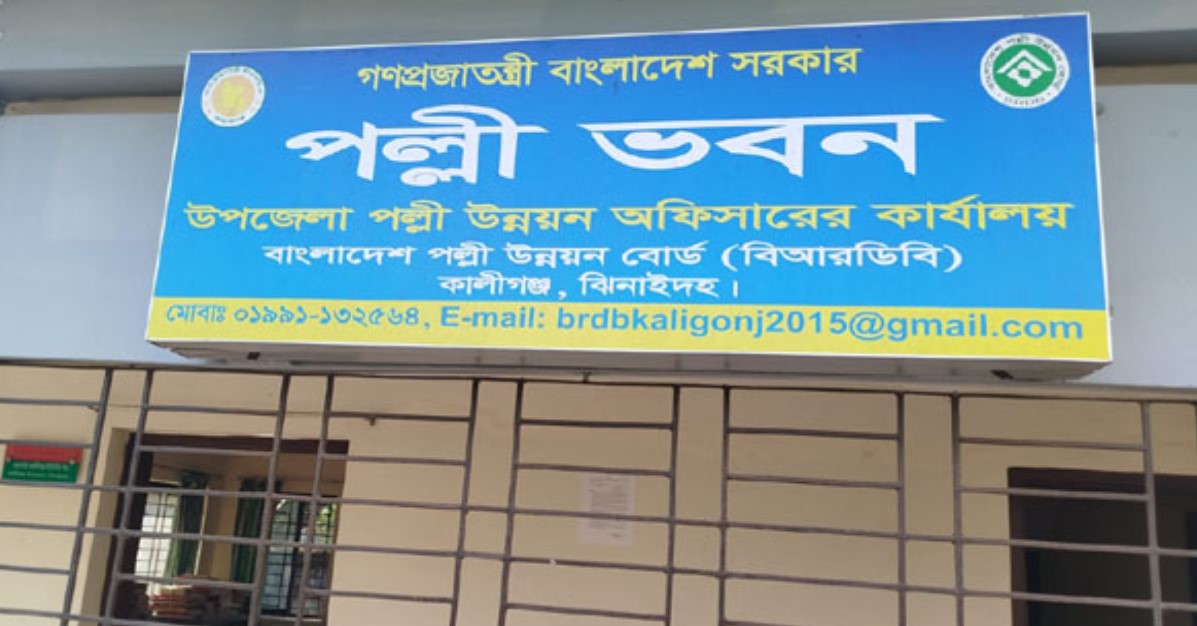 গণপ্রজাতন্ত্রী বাংলাদেশ সরকার
পল্লী ভবন
উপজেলা পল্লী উন্নয়ন অফিসারের কার্যালয়
বাংলাদেশ পল্লী উন্নয়ন বোর্ড (বিআরডিবি)
কালীগঞ্জ, ঝিনাইদহ।
মোবাঃ ০১৯৯১-১৩২৫৬৪, E-mail: brdbkaligonj2015@gmail.com